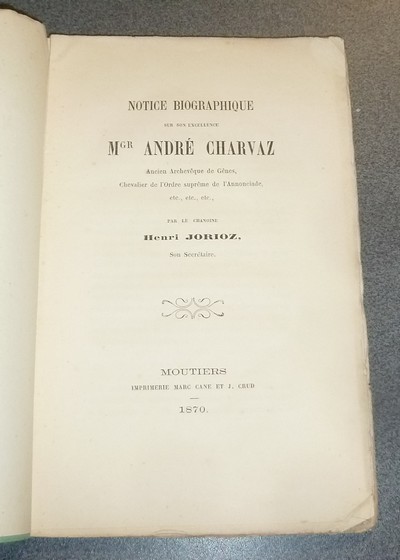 NOTICE BIOGRAPHIQUE
SUR SON EXCELLENCE
MGR ANDRÉ CHARVAZ
Ancien Archevêque de Gênes,
Chevalier de l'Ordre suprême de l'Annonciade,
etc., etc., etc.,
PAR LE CHANOINE
Henri JORIOZ,
Son Secrétaire.
MOUTIERS
IMPRIMERIE MARC CANE ET J. CRUD
1870.